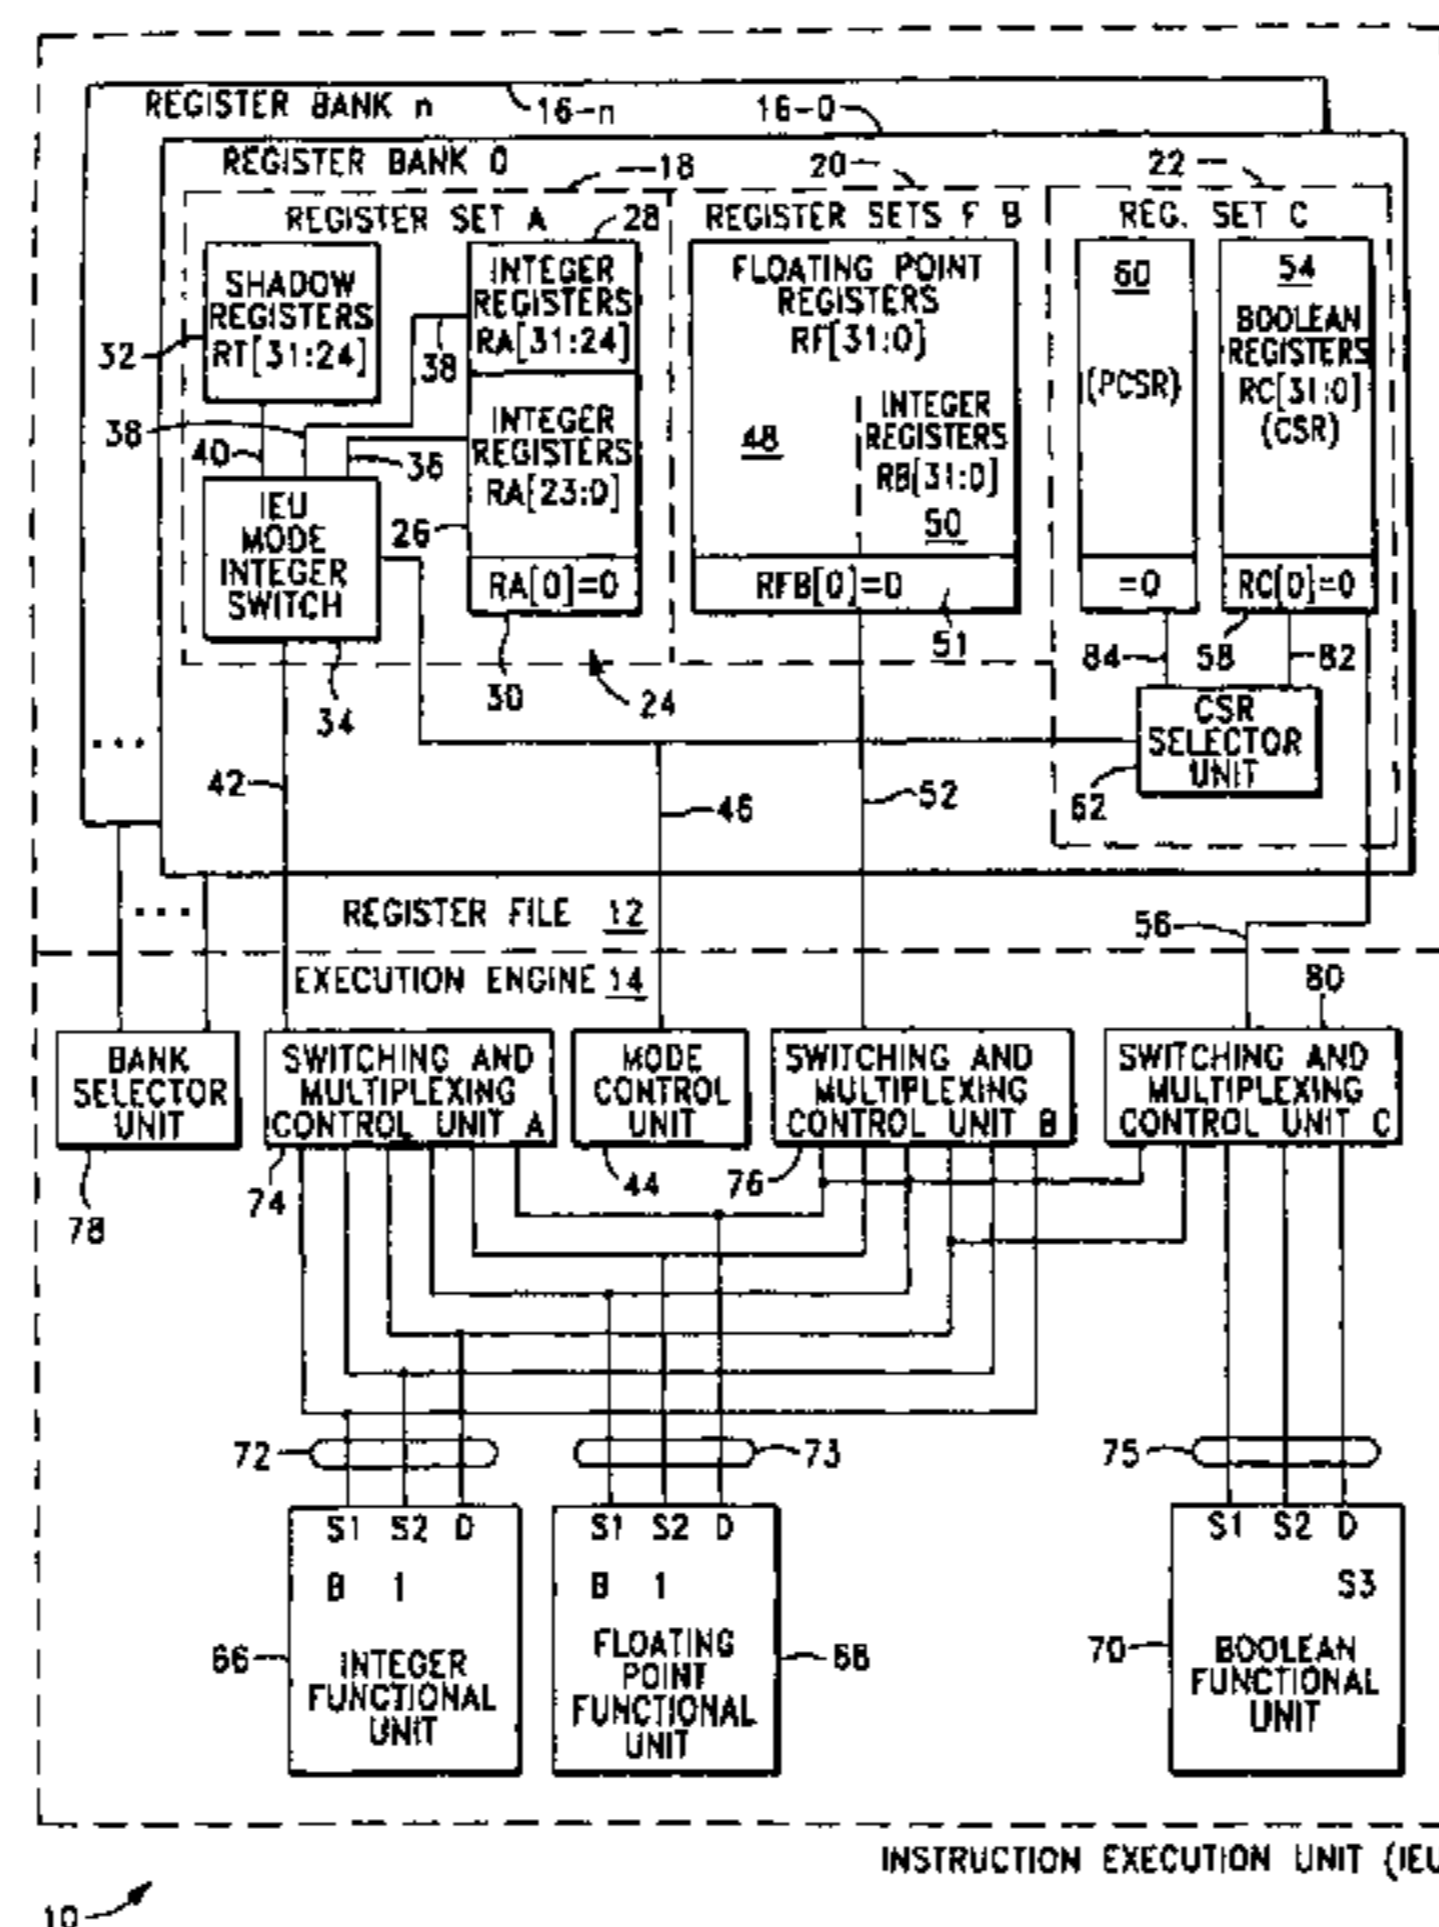 REGISTER BANK n
16-n
16-0
REGISTER BANK 0
18
20
22
REGISTER SET A
28
REGISTER SETS F B
REG. SET C
SHADOW
REGISTERS
RT[31:24]
32
INTEGER
REGISTERS
RA[31:24]
38
FLOATING POINT
REGISTERS
RF[31:0]
60
(PCSR)
54
BOOLEAN
REGISTERS
RC[31:0]
(CSR)
38
40
36
INTEGER
REGISTERS
RA[23:0]
26
48
INTEGER
REGISTERS
RB[31:0]
50
IEU
MODE
INTEGER
SWITCH
RA[0]=0
RFB[0]=0
=0
RC[0]=0
34
30
24
51
84
58
82
CSR
SELECTOR
UNIT
62
...
42
46
52
...
REGISTER FILE 12
56
EXECUTION ENGINE 14
80
BANK
SELECTOR
UNIT
SWITCHING AND
MULTIPLEXING
CONTROL UNIT A
MODE
CONTROL
UNIT
SWITCHING AND
MULTIPLEXING
CONTROL UNIT B
SWITCHING AND
MULTIPLEXING
CONTROL UNIT C
78
74
44
76
72
73
75
S1 S2 D
B 1
INTEGER
FUNCTIONAL
UNIT
66
S1 S2 D
B 1
FLOATING
POINT
FUNCTIONAL
UNIT
68
S1 S2 D
S3
BOOLEAN
FUNCTIONAL
UNIT
70
INSTRUCTION EXECUTION UNIT (IEU
10